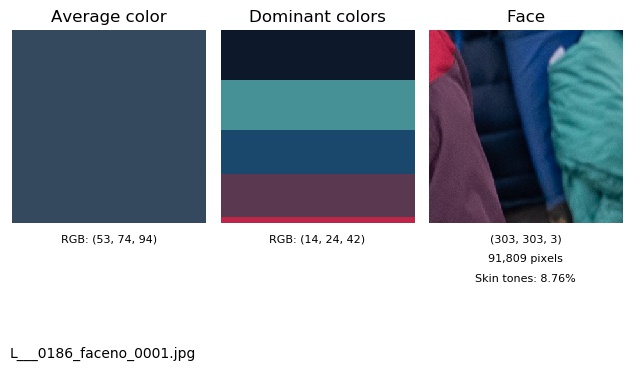 Average color
Dominant colors
Face
RGB: (53, 74, 94)
RGB: (14, 24, 42)
(303, 303, 3)
91,809 pixels
Skin tones: 8.76%
L___0186_faceno_0001.jpg